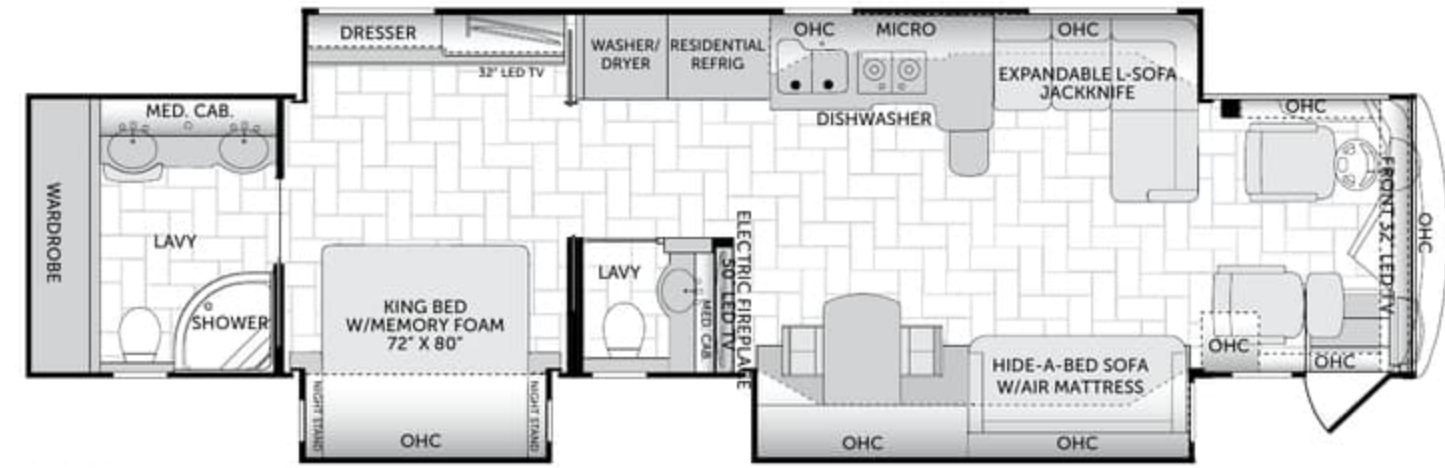 DRESSER
32" LED TV
WASHER/
DRYER
RESIDENTIAL
REFRIG
OHC
MICRO
OHC
EXPANDABLE L-SOFA
JACKKNIFE
DISHWASHER
OHC
MED. CAB.
WARDROBE
LAVY
SHOWER
KING BED
W/MEMORY FOAM
72" X 80"
NIGHT STAND
NIGHT STAND
OHC
LAVY
MED. CAB.
50" LED TV
ELECTRIC FIREPLACE
HIDE-A-BED SOFA
W/AIR MATTRESS
OHC
OHC
OHC
OHC
FRONT 32" LED TV
OHC